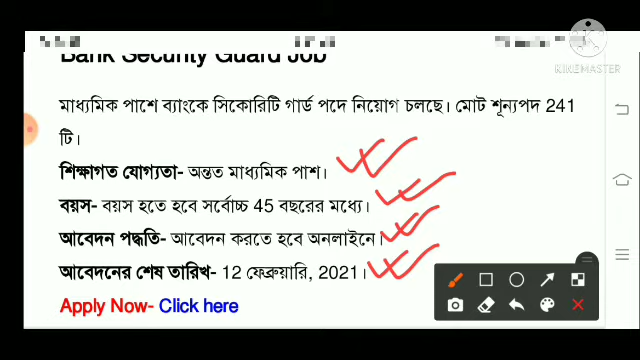 KINEMASTER
Bank Security Guard Job
মাধ্যমিক পাশে ব্যাংকে সিকোরিটি গার্ড পদে নিয়োগ চলছে। মোট শূন্যপদ 241
টি।
শিক্ষাগত যোগ্যতা- অন্তত মাধ্যমিক পাশ।
বয়স- বয়স হতে হবে সর্বোচ্চ 45 বছরের মধ্যে।
আবেদন পদ্ধতি- আবেদন করতে হবে অনলাইনে।
আবেদনের শেষ তারিখ- 12 ফেব্রুয়ারি, 2021।
Apply Now- Click here